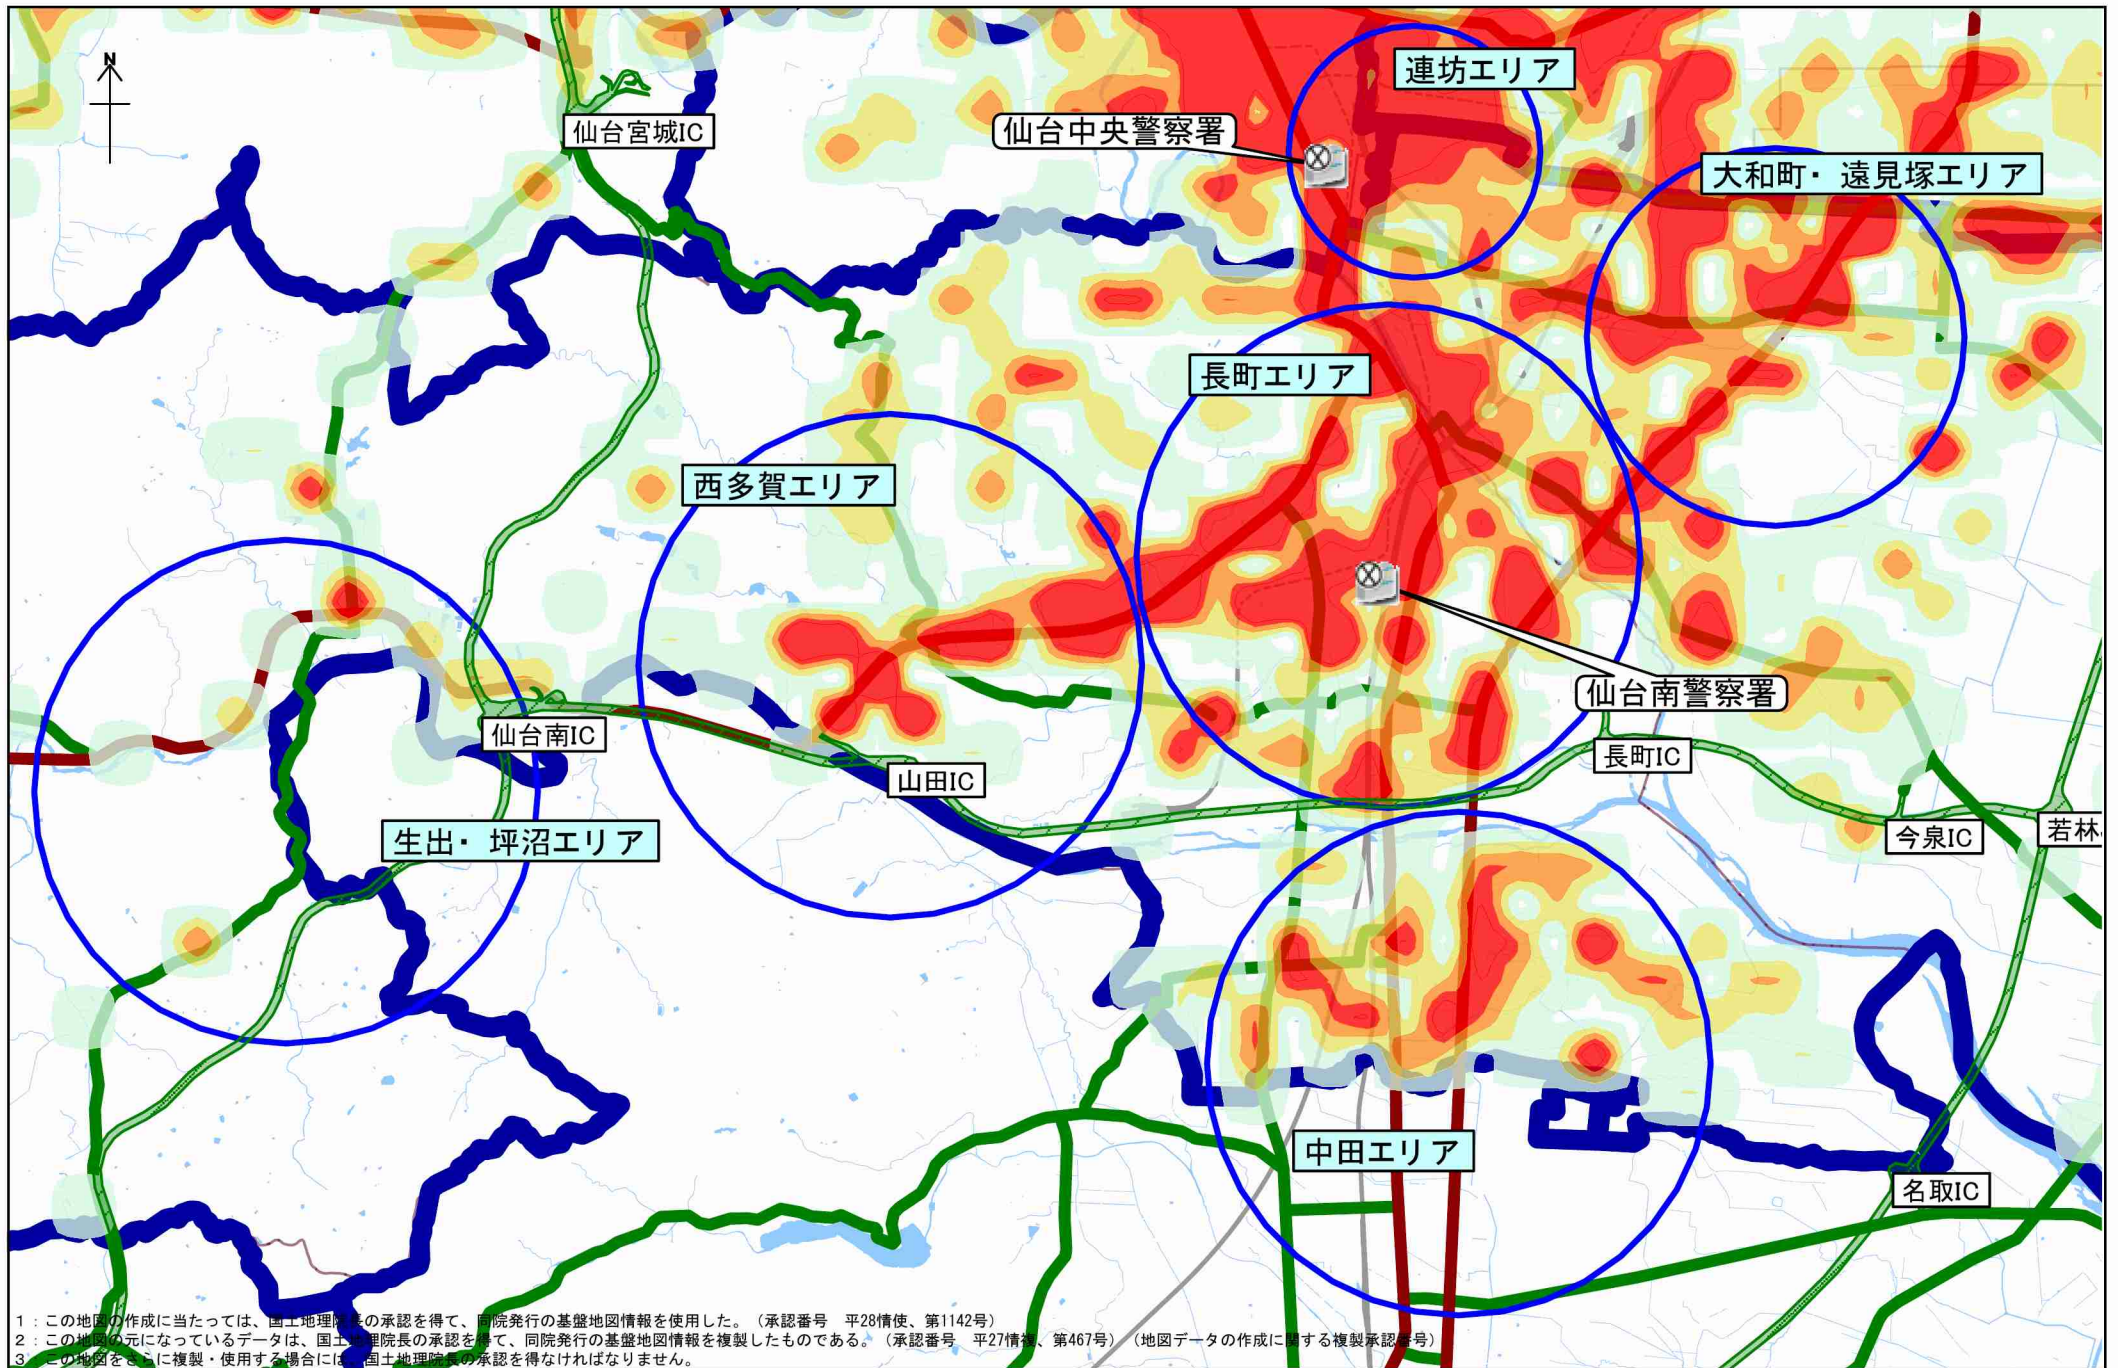 N
連坊エリア
仙台宮城IC
仙台中央警察署
大和町・遠見塚エリア
長町エリア
西多賀エリア
仙台南警察署
仙台南IC
長町IC
山田IC
生出・坪沼エリア
今泉IC
若林
中田エリア
名取IC
1：この地図の作成に当たっては、国土地理院長の承認を得て、同院発行の基盤地図情報を使用した。（承認番号　平28情使、第1142号）
2：この地図の元になっているデータは、国土地理院長の承認を得て、同院発行の基盤地図情報を複製したものである。（承認番号　平27情複、第467号）（地図データの作成に関する複製承認番号）
3：この地図をさらに複製・使用する場合には、国土地理院長の承認を得なければなりません。